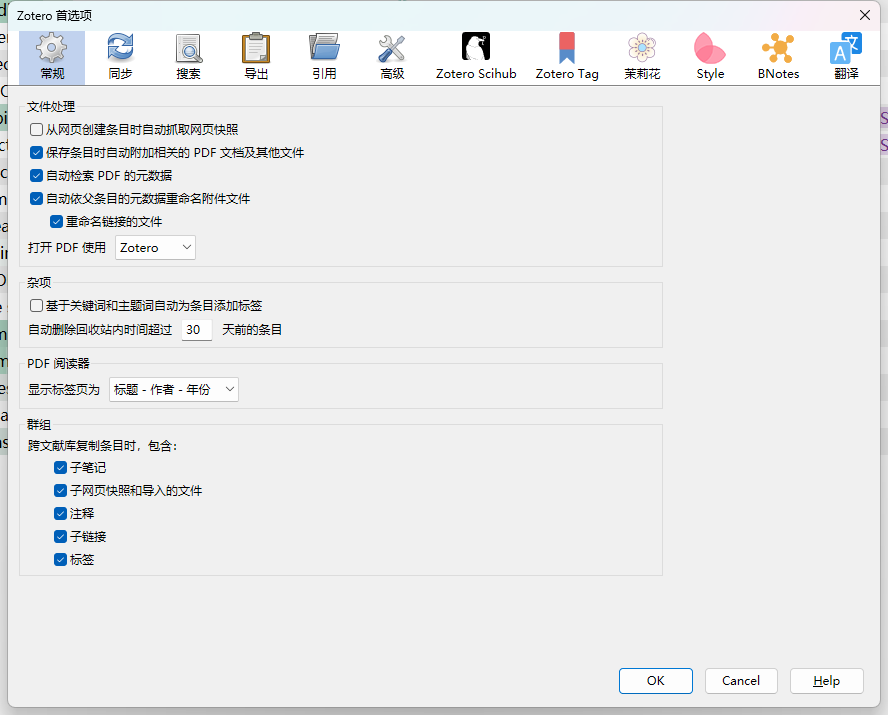 Zotero 首选项
常规 同步 搜索 导出 引用 高级 Zotero Scihub Zotero Tag 茉莉花 Style BNotes 翻译
文件处理
从网页创建条目时自动抓取网页快照
保存条目时自动附加相关的 PDF 文档及其他文件
自动检索 PDF 的元数据
自动依父条目的元数据重命名附件文件
重命名链接的文件
打开 PDF 使用 Zotero
杂项
基于关键词和主题词自动为条目添加标签
自动删除回收站内时间超过 30 天前的条目
PDF 阅读器
显示标签页为 标题 - 作者 - 年份
群组
跨文献库复制条目时，包含：
子笔记
子网页快照和导入的文件
注释
子链接
标签
OK Cancel Help